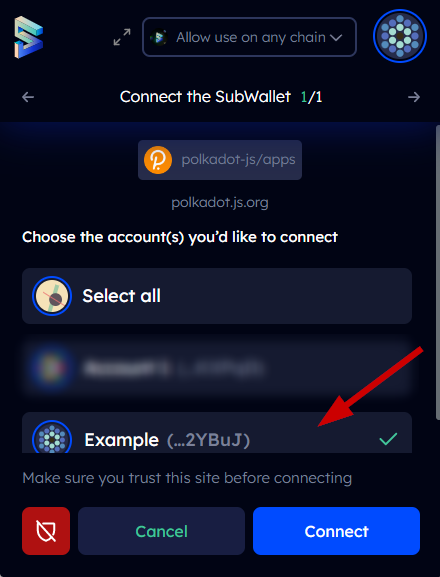 Allow use on any chain
Connect the SubWallet 1/1
polkadot-js/apps
polkadot.js.org
Choose the account(s) you'd like to connect
Select all
Example (...2YBuJ)
Make sure you trust this site before connecting
Cancel
Connect